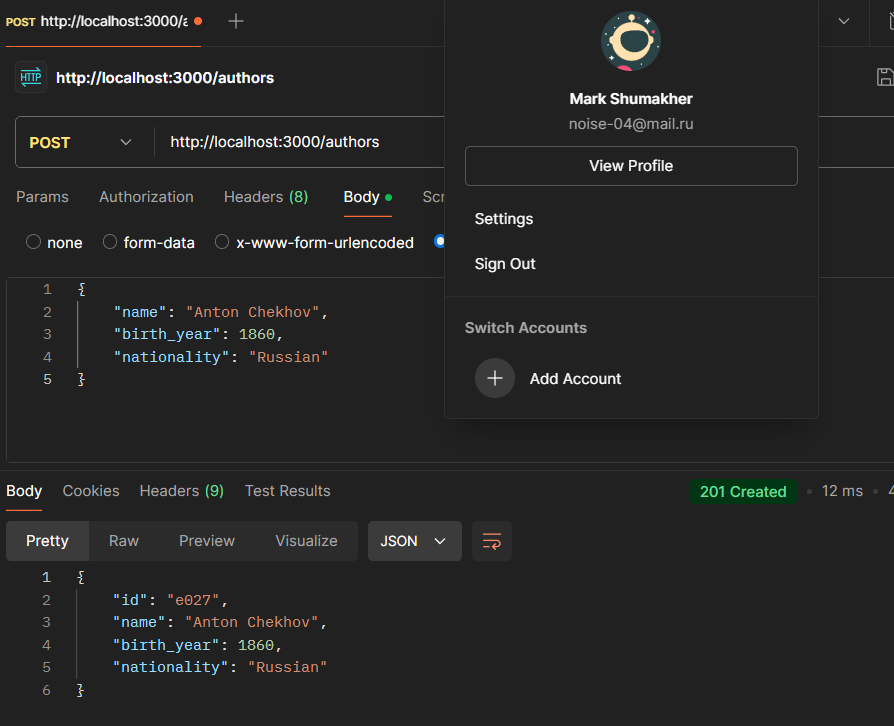 POST http://localhost:3000/a
HTTP http://localhost:3000/authors
Mark Shumakher
noise-04@mail.ru
View Profile
Settings
Sign Out
Switch Accounts
Add Account
POST http://localhost:3000/authors
Params Authorization Headers (8) Body Scr
none form-data x-www-form-urlencoded
1 {
2 "name": "Anton Chekhov",
3 "birth_year": 1860,
4 "nationality": "Russian"
5 }
Body Cookies Headers (9) Test Results 201 Created 12 ms 4
Pretty Raw Preview Visualize JSON
1 {
2 "id": "e027",
3 "name": "Anton Chekhov",
4 "birth_year": 1860,
5 "nationality": "Russian"
6 }